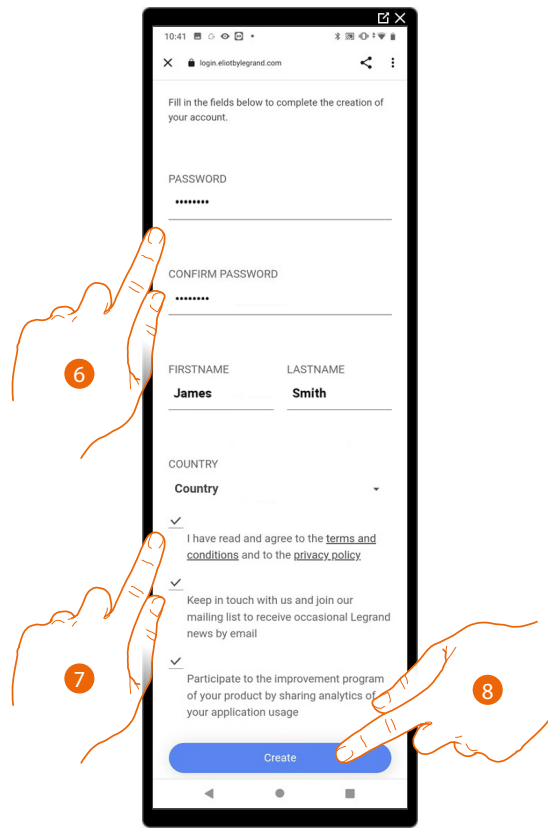 10:41
login.eliotbylegrand.com
Fill in the fields below to complete the creation of
your account.
PASSWORD
••••••••
CONFIRM PASSWORD
••••••••
6
FIRSTNAME LASTNAME
James Smith
COUNTRY
Country
I have read and agree to the terms and
conditions and to the privacy policy
Keep in touch with us and join our
mailing list to receive occasional Legrand
news by email
7
Participate to the improvement program
of your product by sharing analytics of
your application usage
8
Create